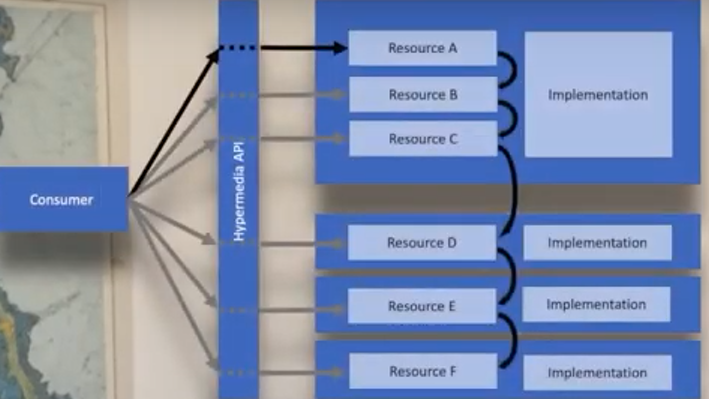 Consumer
Hypermedia API
Resource A
Resource B
Resource C
Implementation
Resource D
Implementation
Resource E
Implementation
Resource F
Implementation